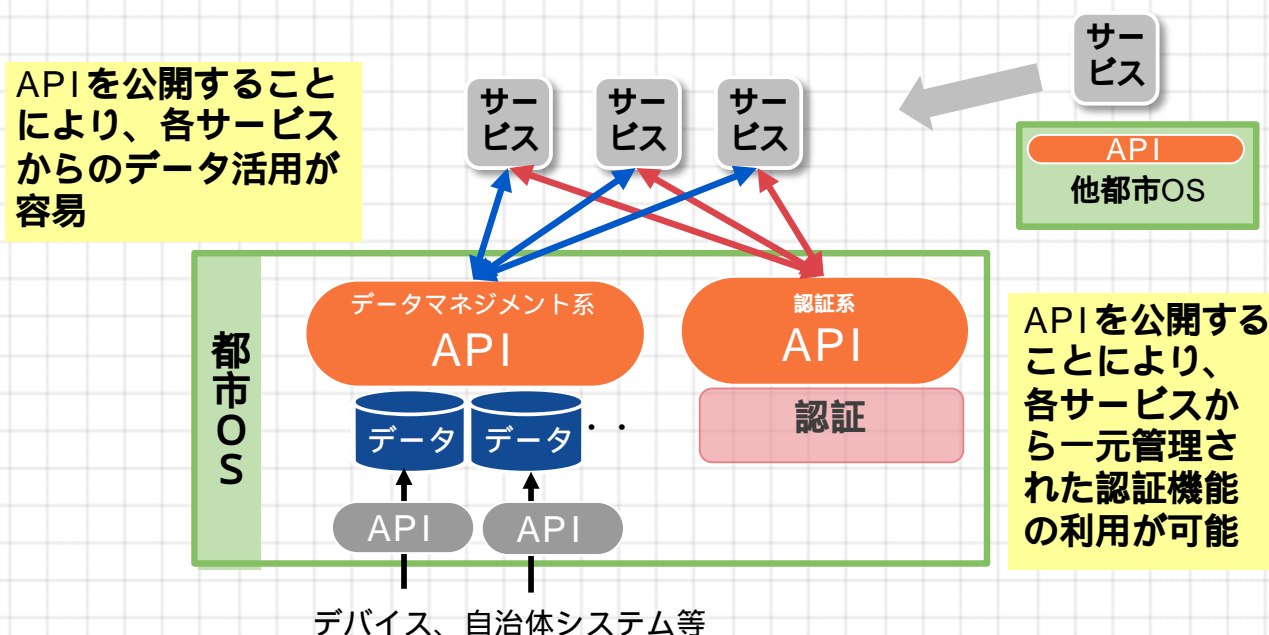 APIを公開すること
により、各サービス
からのデータ活用が
容易
サー
ビス
サー
ビス
サー
ビス
サー
ビス
API
他都市OS
都市OS
データマネジメント系
API
認証系
API
データ
データ
・・
認証
API
API
デバイス、自治体システム等
APIを公開する
ことにより、
各サービスか
ら一元管理さ
れた認証機能
の利用が可能